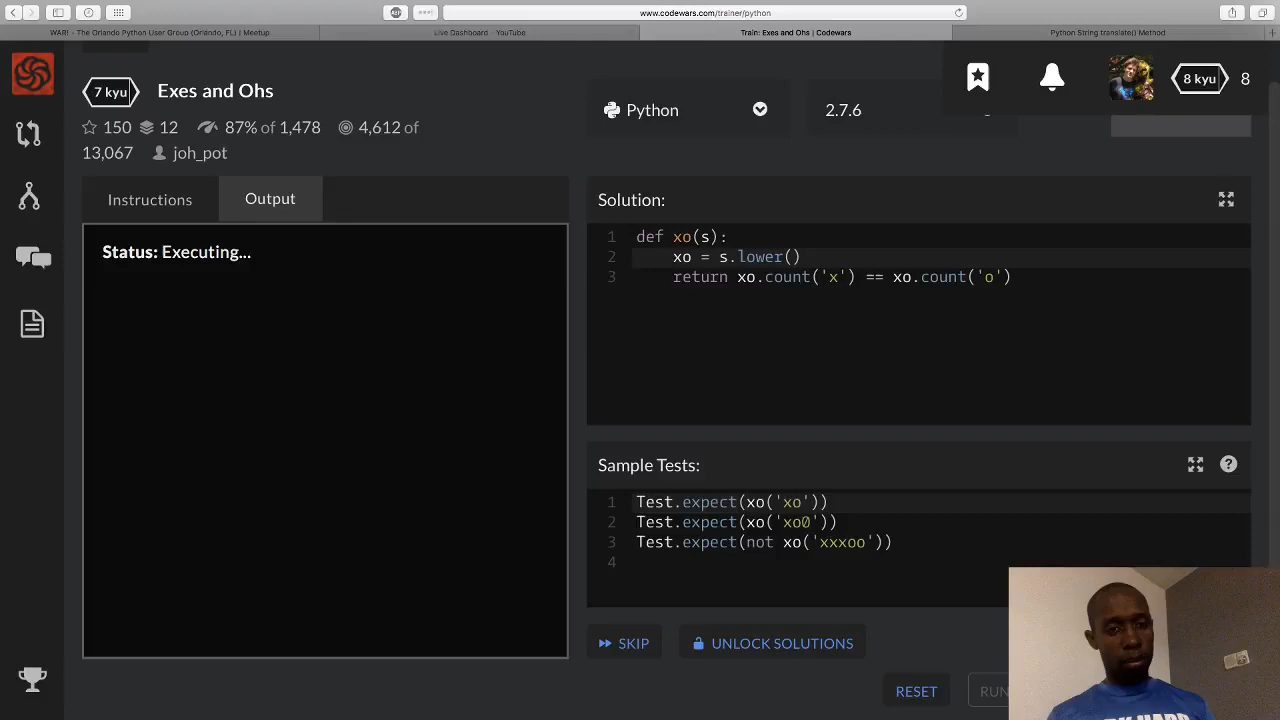 www.codewars.com/trainer/python
WAR! - The Orlando Python User Group (Orlando, FL) | Meetup
Live Dashboard - YouTube
Train: Exes and Ohs | Codewars
Python String translate() Method
7 kyu
Exes and Ohs
150 12 87% of 1,478 4,612 of
13,067 joh_pot
Python
2.7.6
8 kyu
8
Instructions
Output
Status: Executing...
Solution:
1 def xo(s):
2 xo = s.lower()
3 return xo.count('x') == xo.count('o')
Sample Tests:
1 Test.expect(xo('xo'))
2 Test.expect(xo('xo0'))
3 Test.expect(not xo('xxxoo'))
4
SKIP
UNLOCK SOLUTIONS
RESET
RUN